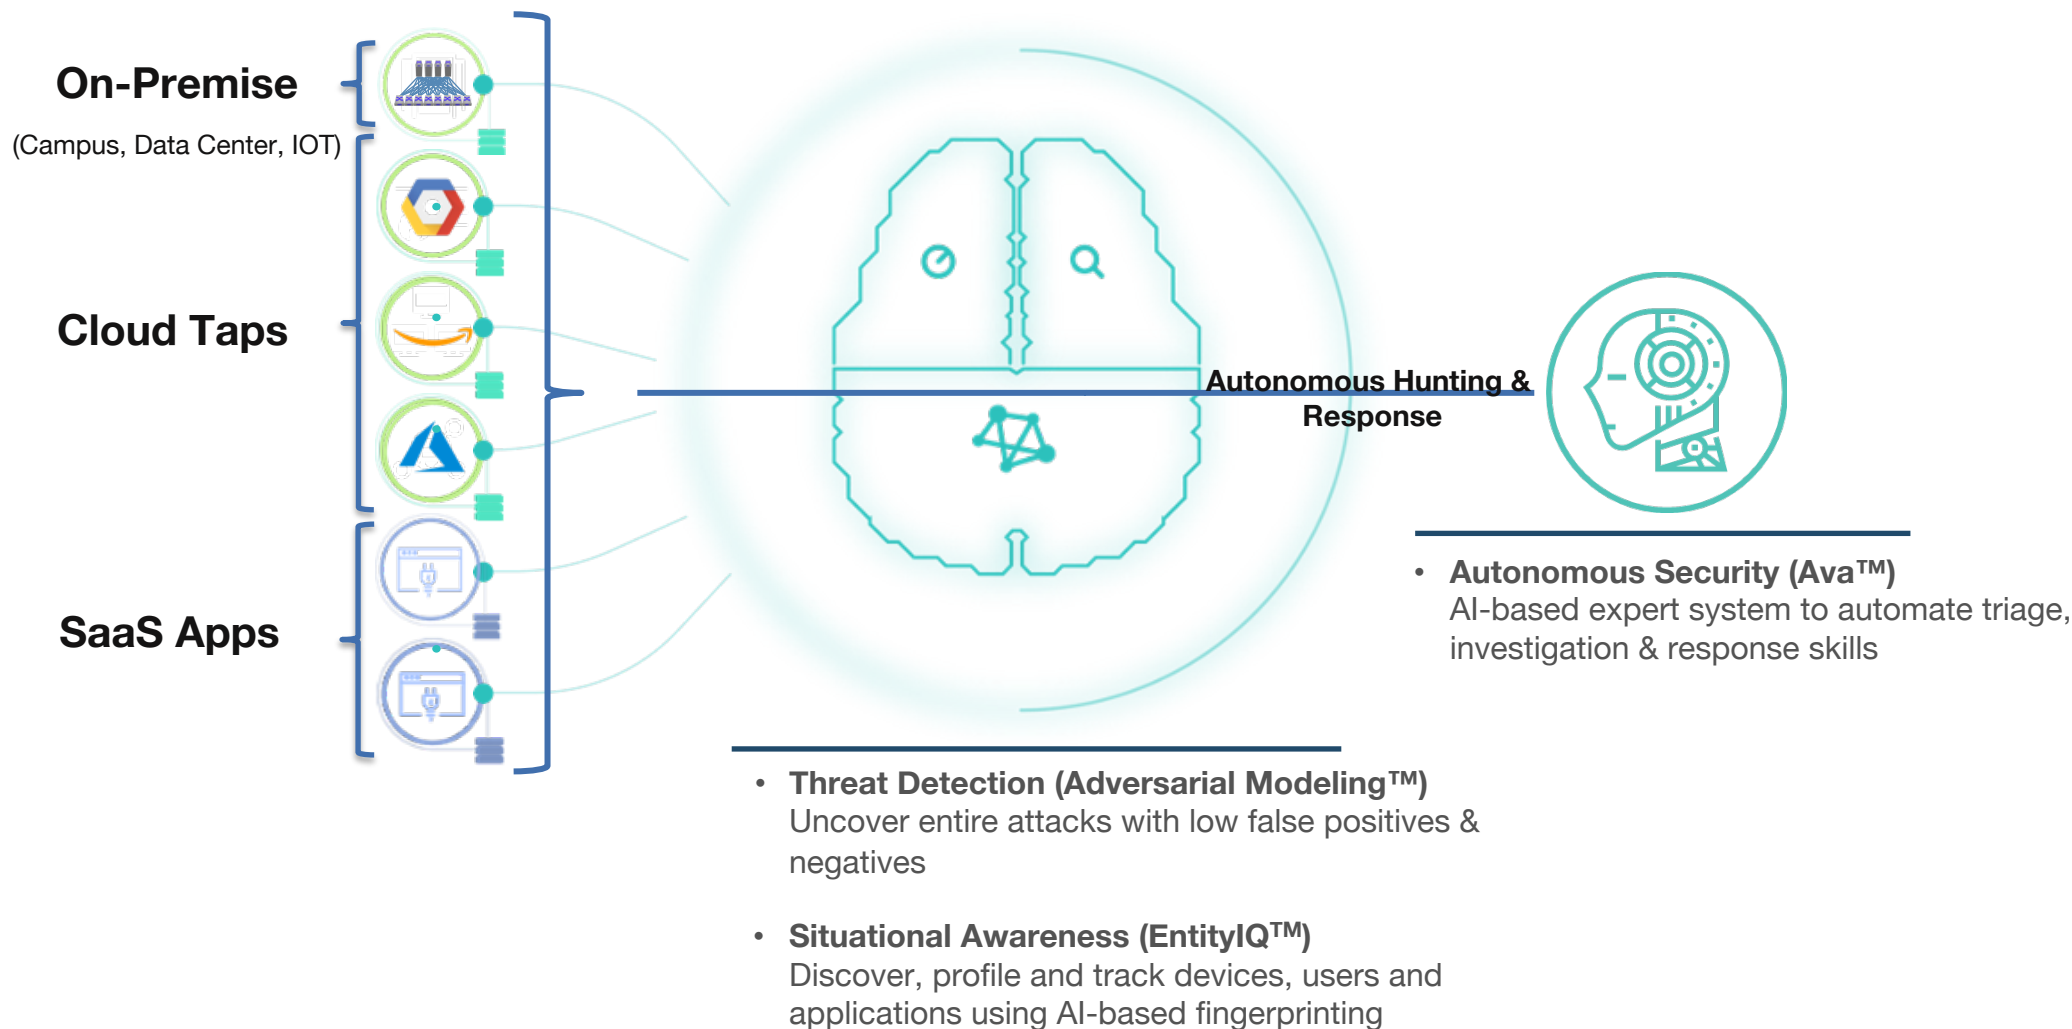 On-Premise
(Campus, Data Center, IOT)
Cloud Taps
SaaS Apps
Autonomous Hunting &
Response
• Autonomous Security (Ava™)
AI-based expert system to automate triage,
investigation & response skills
• Threat Detection (Adversarial Modeling™)
Uncover entire attacks with low false positives &
negatives
• Situational Awareness (EntityIQ™)
Discover, profile and track devices, users and
applications using AI-based fingerprinting